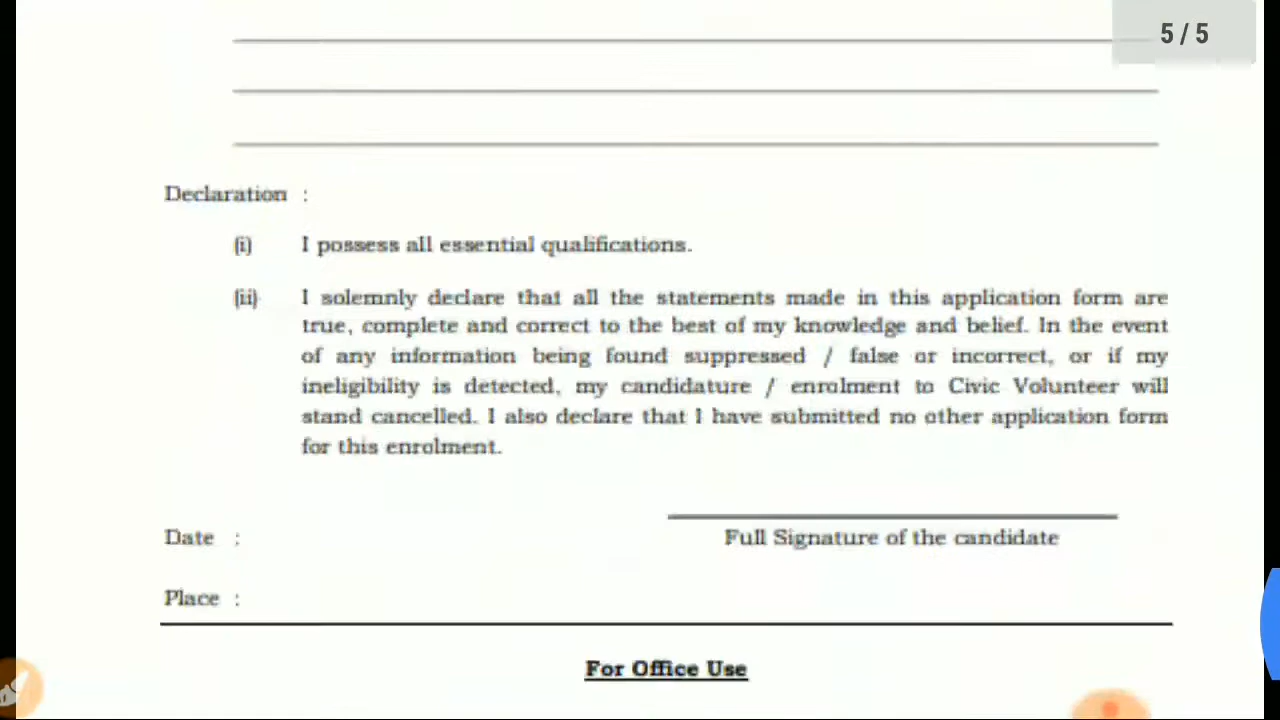 5 / 5
Declaration :
(i) I possess all essential qualifications.
(ii) I solemnly declare that all the statements made in this application form are
true, complete and correct to the best of my knowledge and belief. In the event
of any information being found suppressed / false or incorrect, or if my
ineligibility is detected, my candidature / enrolment to Civic Volunteer will
stand cancelled. I also declare that I have submitted no other application form
for this enrolment.
Full Signature of the candidate
Date :
Place :
For Office Use